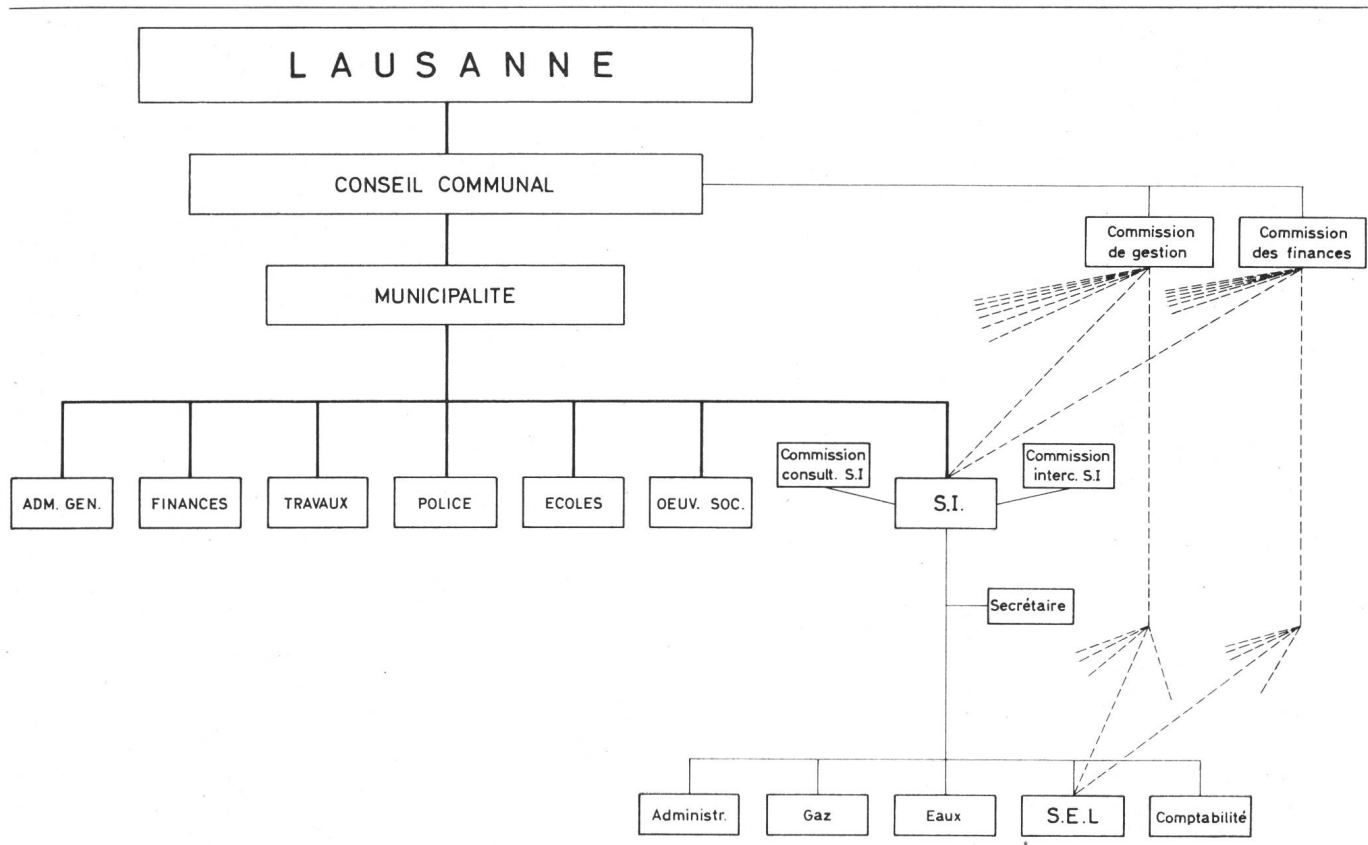 LAUSANNE
CONSEIL COMMUNAL
Commission
de gestion
Commission
des finances
MUNICIPALITE
Commission
consult. S.I
Commission
interc. S.I
ADM. GEN.
FINANCES
TRAVAUX
POLICE
ECOLES
OEUV. SOC.
S.I.
Secrétaire
Administr.
Gaz
Eaux
S.E.L
Comptabilité